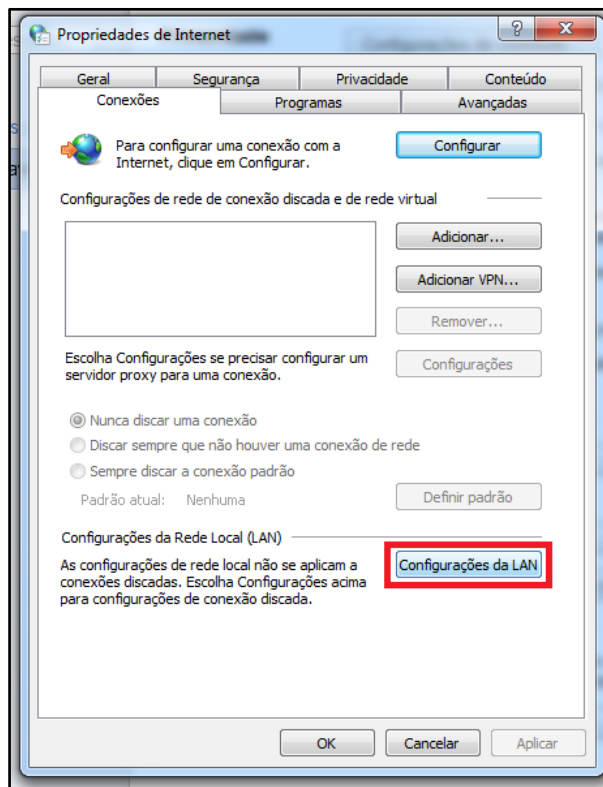 Propriedades de Internet
Geral
Segurança
Privacidade
Conteúdo
Conexões
Programas
Avançadas
Para configurar uma conexão com a
Internet, clique em Configurar.
Configurar
Configurações de rede de conexão discada e de rede virtual
Adicionar...
Adicionar VPN...
Remover...
Escolha Configurações se precisar configurar um
servidor proxy para uma conexão.
Configurações
Nunca discar uma conexão
Discar sempre que não houver uma conexão de rede
Sempre discar a conexão padrão
Padrão atual: Nenhuma
Definir padrão
Configurações da Rede Local (LAN)
As configurações de rede local não se aplicam a
conexões discadas. Escolha Configurações acima
para configurações de conexão discada.
Configurações da LAN
OK
Cancelar
Aplicar